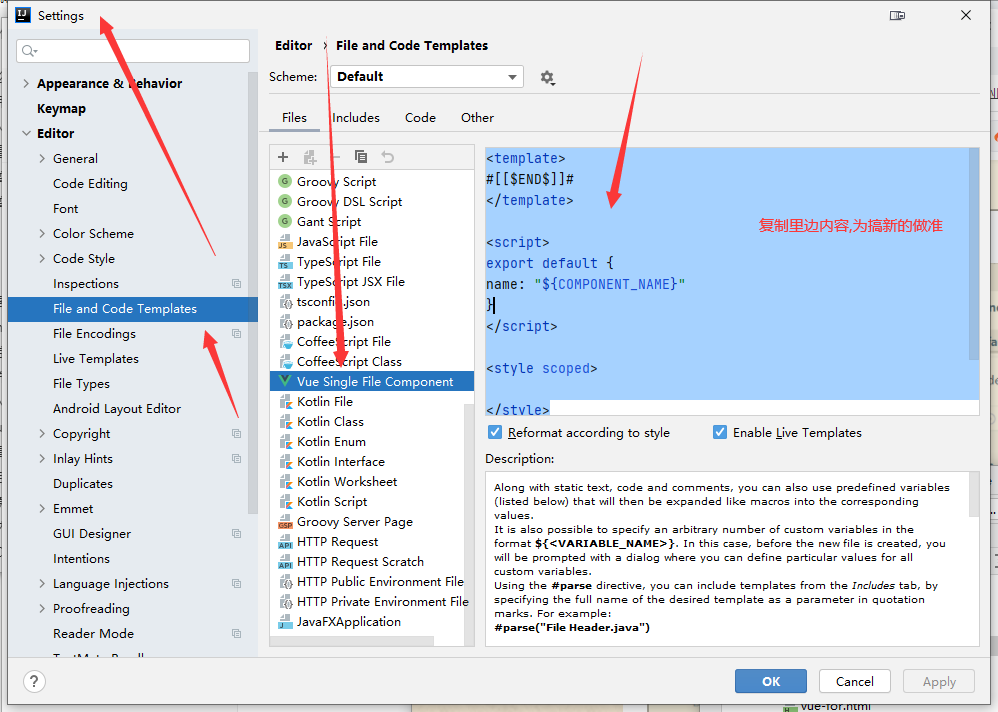 Settings
Editor › File and Code Templates
Scheme: Default
Files Includes Code Other
Appearance & Behavior
Keymap
Editor
General
Code Editing
Font
Color Scheme
Code Style
Inspections
File and Code Templates
File Encodings
Live Templates
File Types
Android Layout Editor
Copyright
Inlay Hints
Duplicates
Emmet
GUI Designer
Intentions
Language Injections
Proofreading
Reader Mode
Groovy Script
Groovy DSL Script
Gant Script
JavaScript File
TypeScript File
TypeScript JSX File
tsconfig.json
package.json
CoffeeScript File
CoffeeScript Class
Vue Single File Component
Kotlin File
Kotlin Class
Kotlin Enum
Kotlin Interface
Kotlin Worksheet
Kotlin Script
Groovy Server Page
HTTP Request
HTTP Request Scratch
HTTP Public Environment File
HTTP Private Environment File
JavaFXApplication
<template>
#[[$END$]]#
</template>
复制里边内容,为搞新的做准
<script>
export default {
name: "${COMPONENT_NAME}"
}
</script>
<style scoped>
</style>
Reformat according to style
Enable Live Templates
Description:
Along with static text, code and comments, you can also use predefined variables
(listed below) that will then be expanded like macros into the corresponding
values.
It is also possible to specify an arbitrary number of custom variables in the
format ${<VARIABLE_NAME>}. In this case, before the new file is created, you
will be prompted with a dialog where you can define particular values for all
custom variables.
Using the #parse directive, you can include templates from the Includes tab, by
specifying the full name of the desired template as a parameter in quotation
marks. For example:
#parse("File Header.java")
?
OK Cancel Apply
vue-for.html